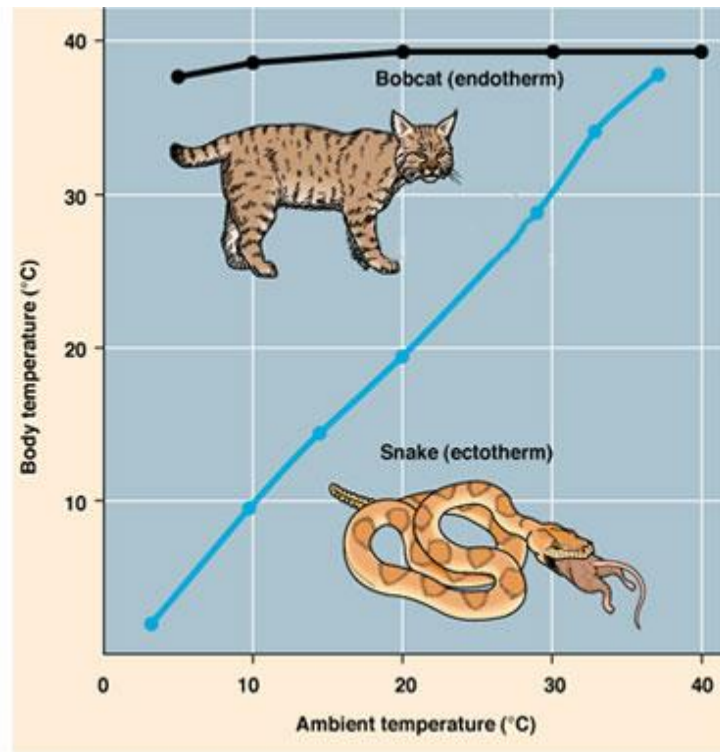 40
Bobcat (endotherm)
30
Body temperature (°C)
20
Snake (ectotherm)
10
0 10 20 30 40
Ambient temperature (°C)